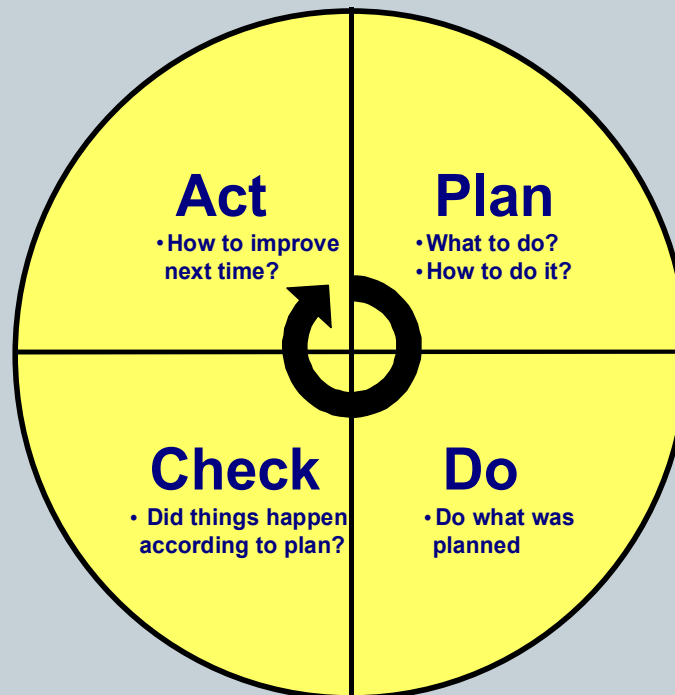 Act
• How to improve
next time?
Plan
• What to do?
• How to do it?
Check
• Did things happen
according to plan?
Do
• Do what was
planned